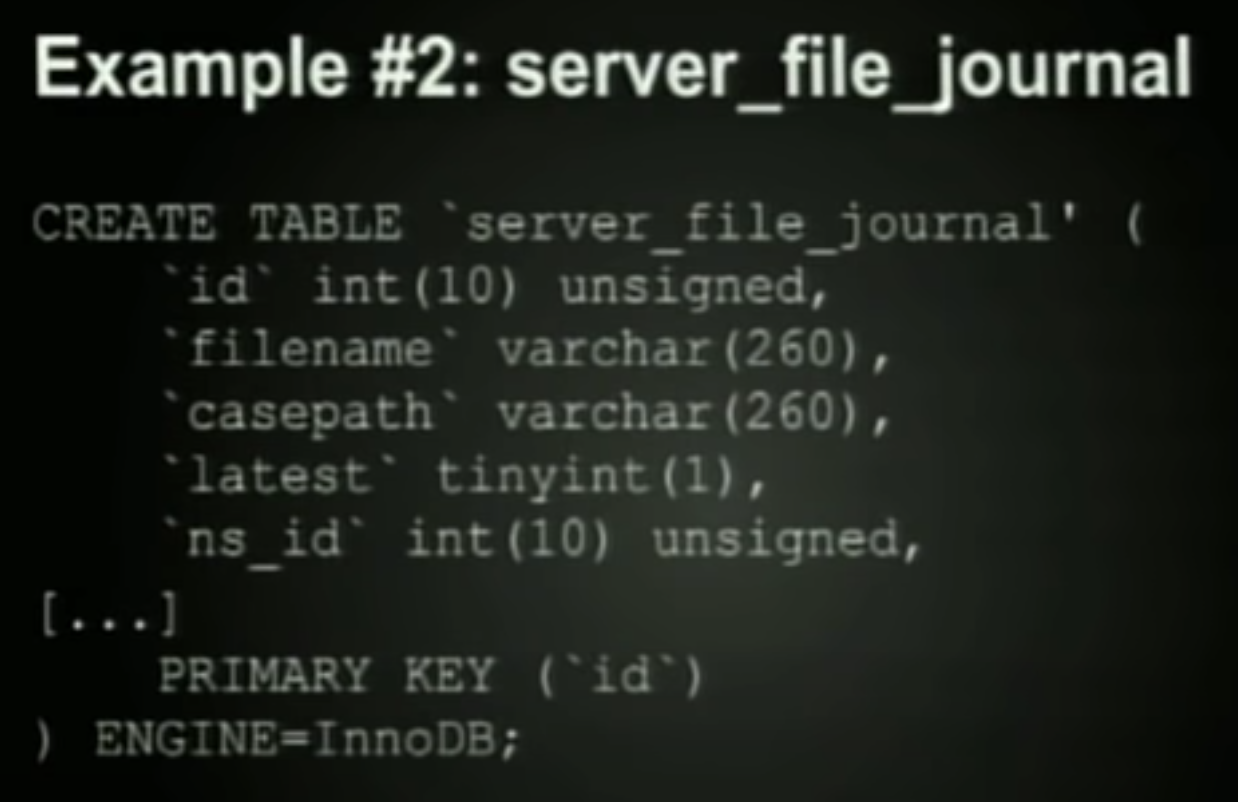 Example #2: server_file_journal
CREATE TABLE `server_file_journal' (
`id` int(10) unsigned,
`filename` varchar(260),
`casepath` varchar(260),
`latest` tinyint(1),
`ns_id` int(10) unsigned,
[...]
PRIMARY KEY (`id`)
) ENGINE=InnoDB;